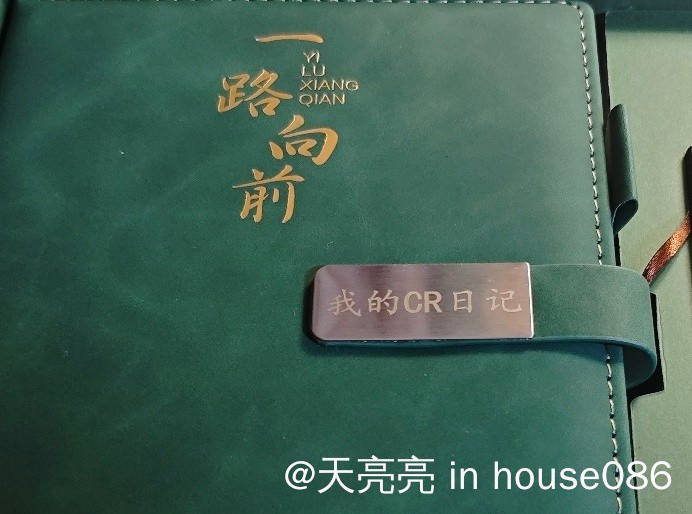 一
路
向
前
YI
LU
XIANG
QIAN
我的CR日记
@天亮亮 in house086